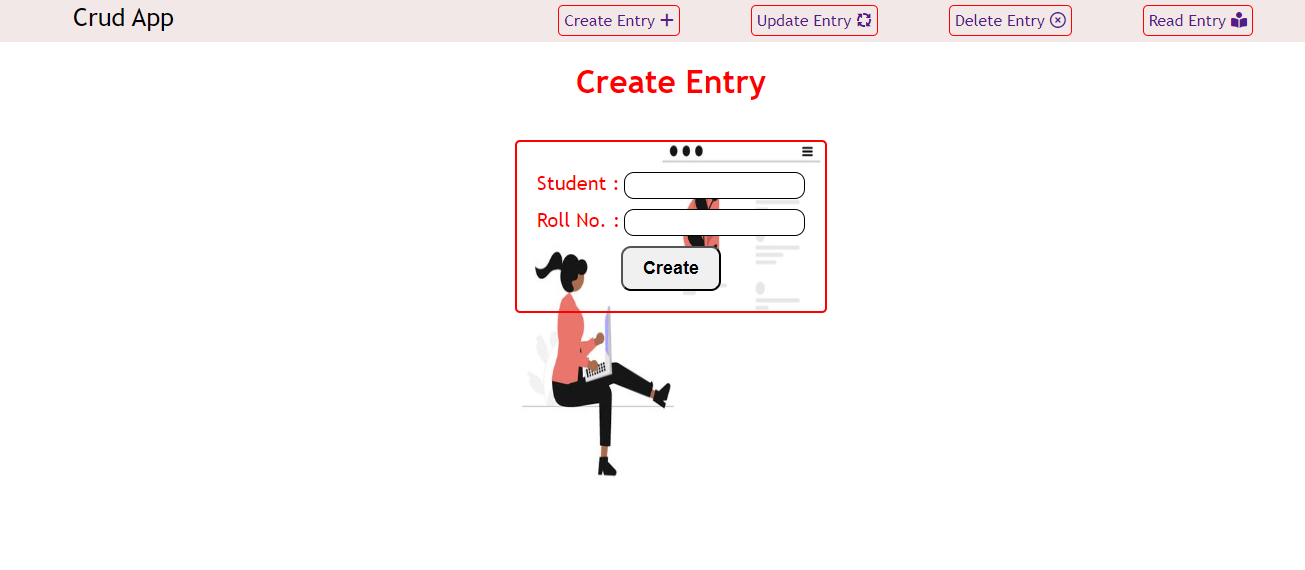 Crud App
Create Entry
Update Entry
Delete Entry
Read Entry
Create Entry
Student :
Roll No. :
Create